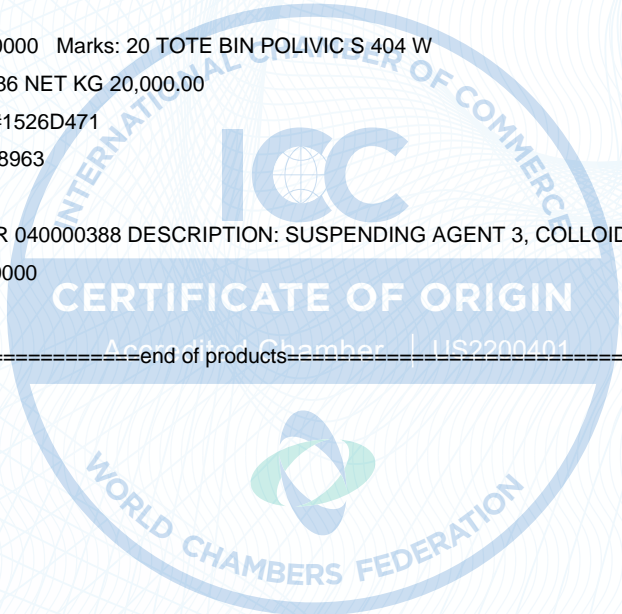 0000 Marks: 20 TOTE BIN POLIVIC S 404 W
36 NET KG 20,000.00
#1526D471
8963
R 040000388 DESCRIPTION: SUSPENDING AGENT 3, COLLOID
0000
end of products
INTERNATIONAL CHAMBER OF COMMERCE
ICC
CERTIFICATE OF ORIGIN
Accredited Chamber | US2200401
WORLD CHAMBERS FEDERATION